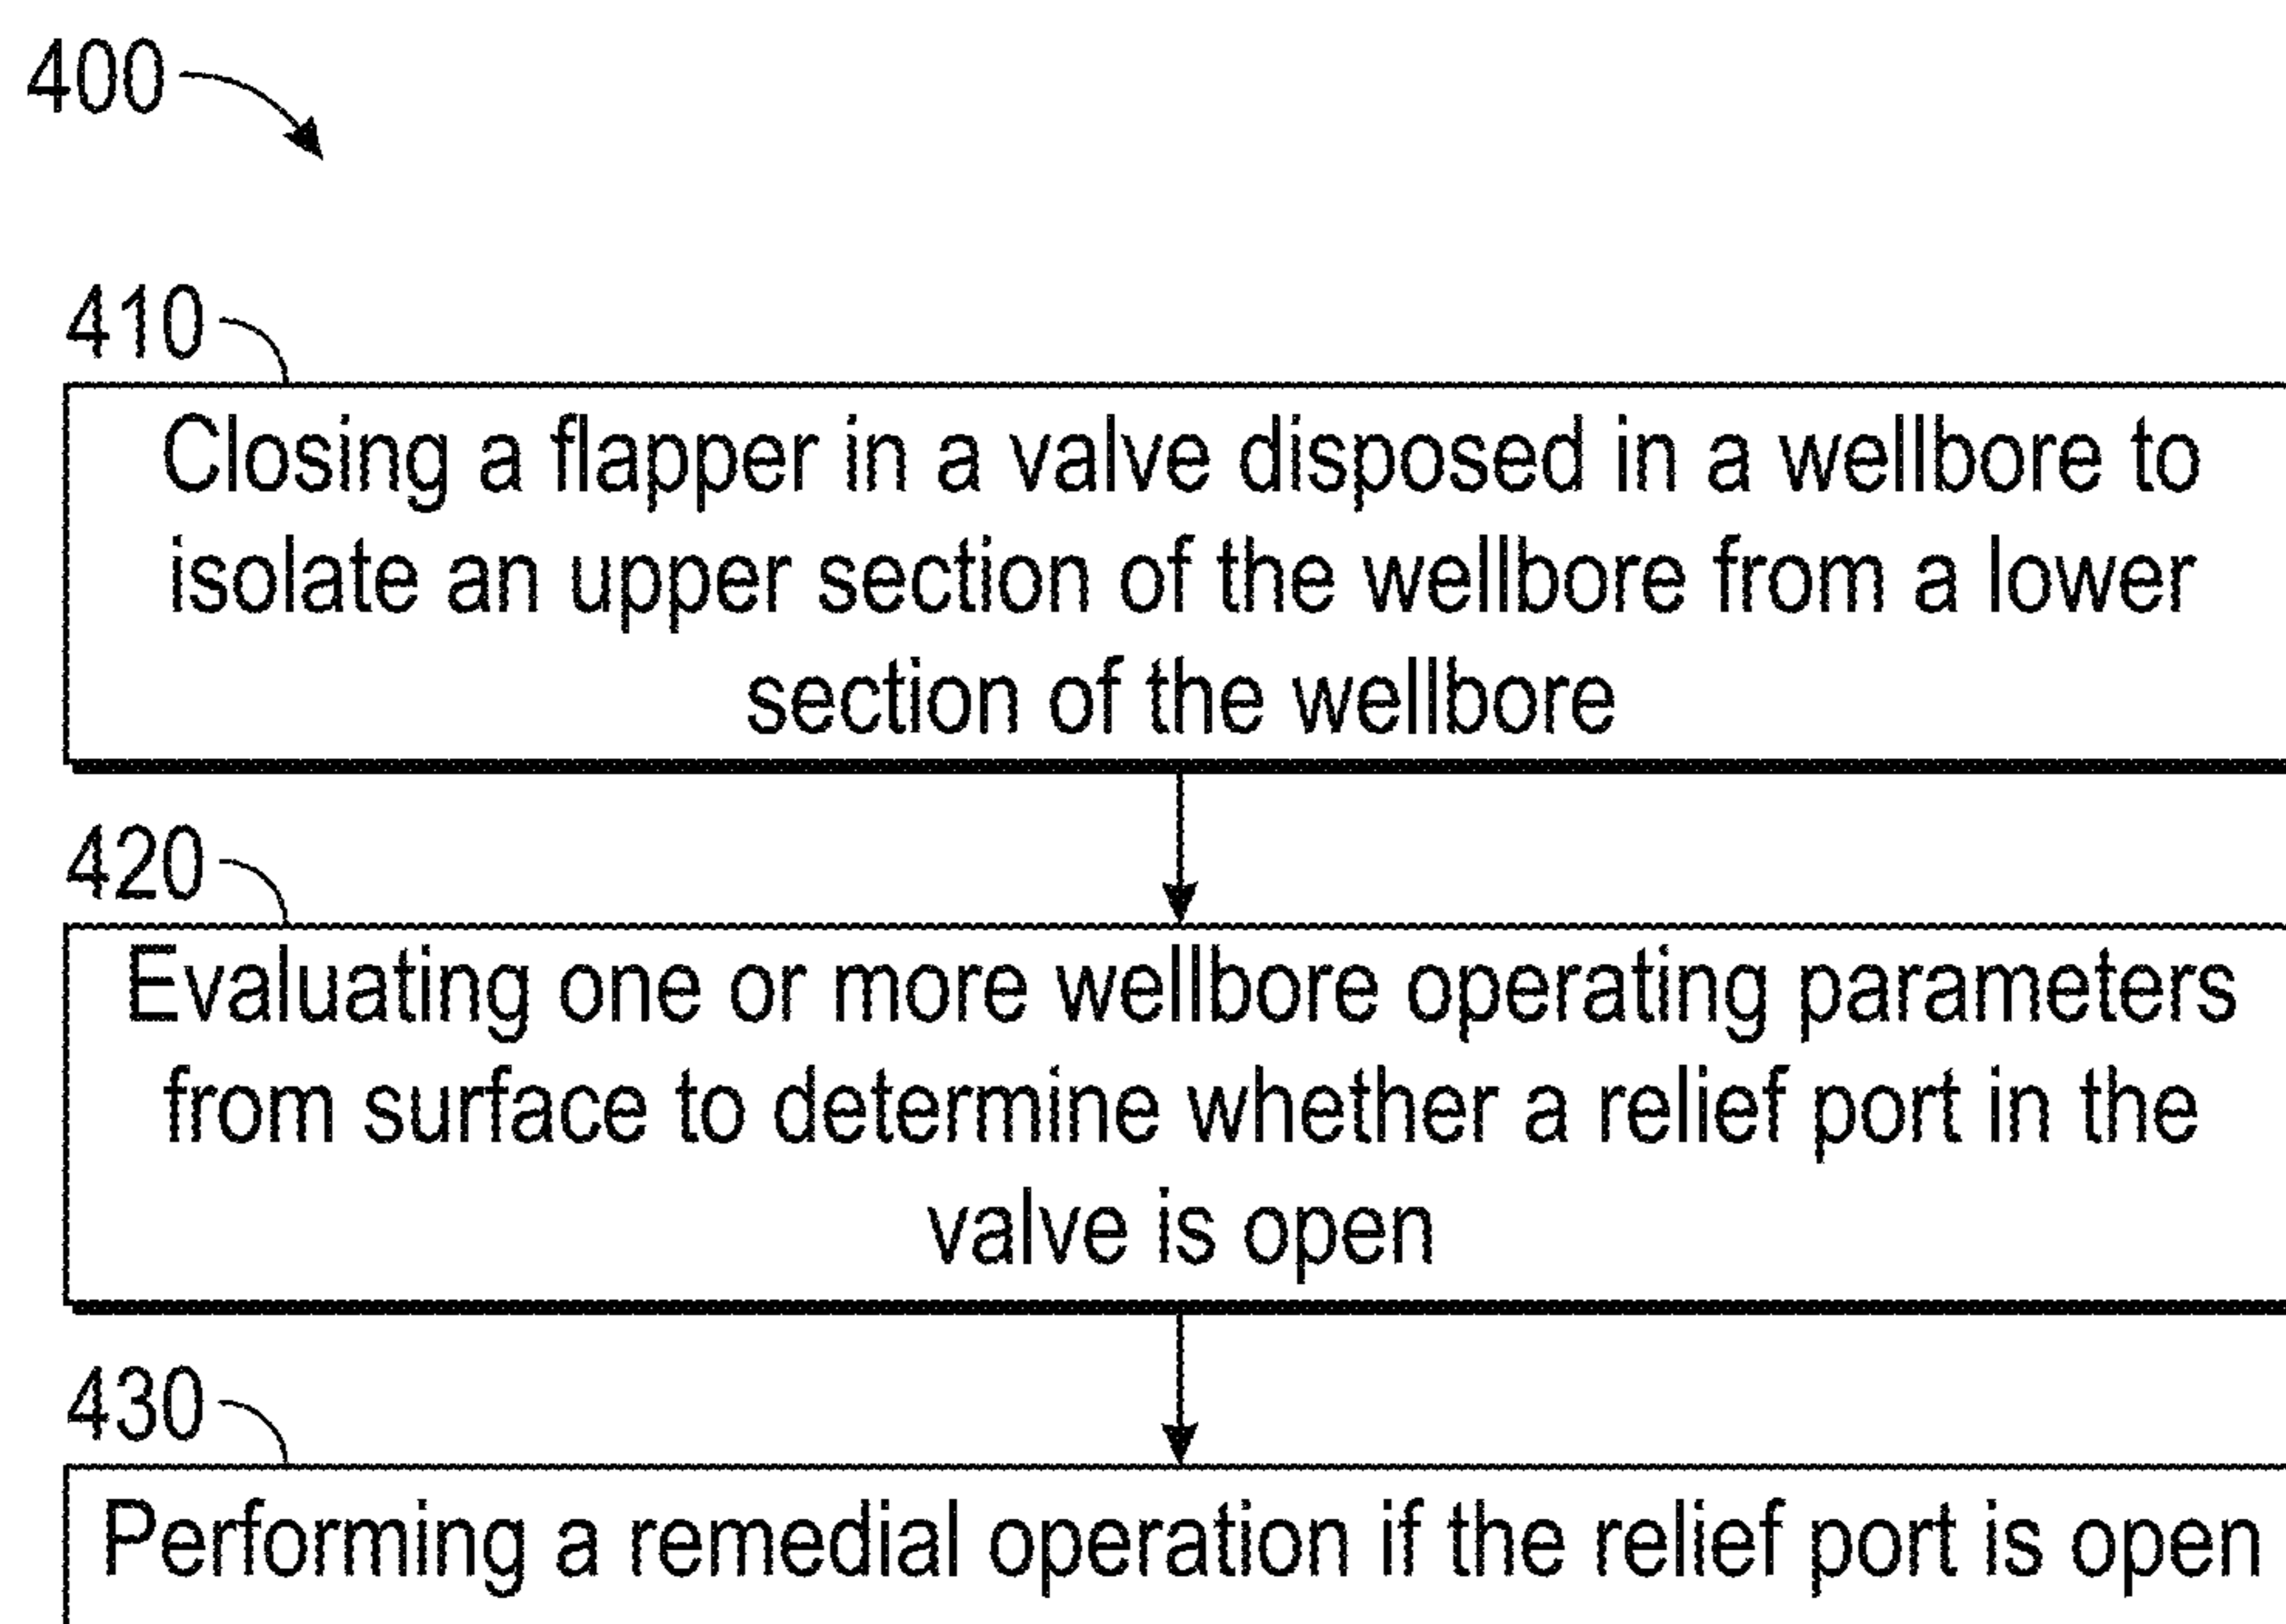 400
410
Closing a flapper in a valve disposed in a wellbore to
isolate an upper section of the wellbore from a lower
section of the wellbore
420
Evaluating one or more wellbore operating parameters
from surface to determine whether a relief port in the
valve is open
430
Performing a remedial operation if the relief port is open